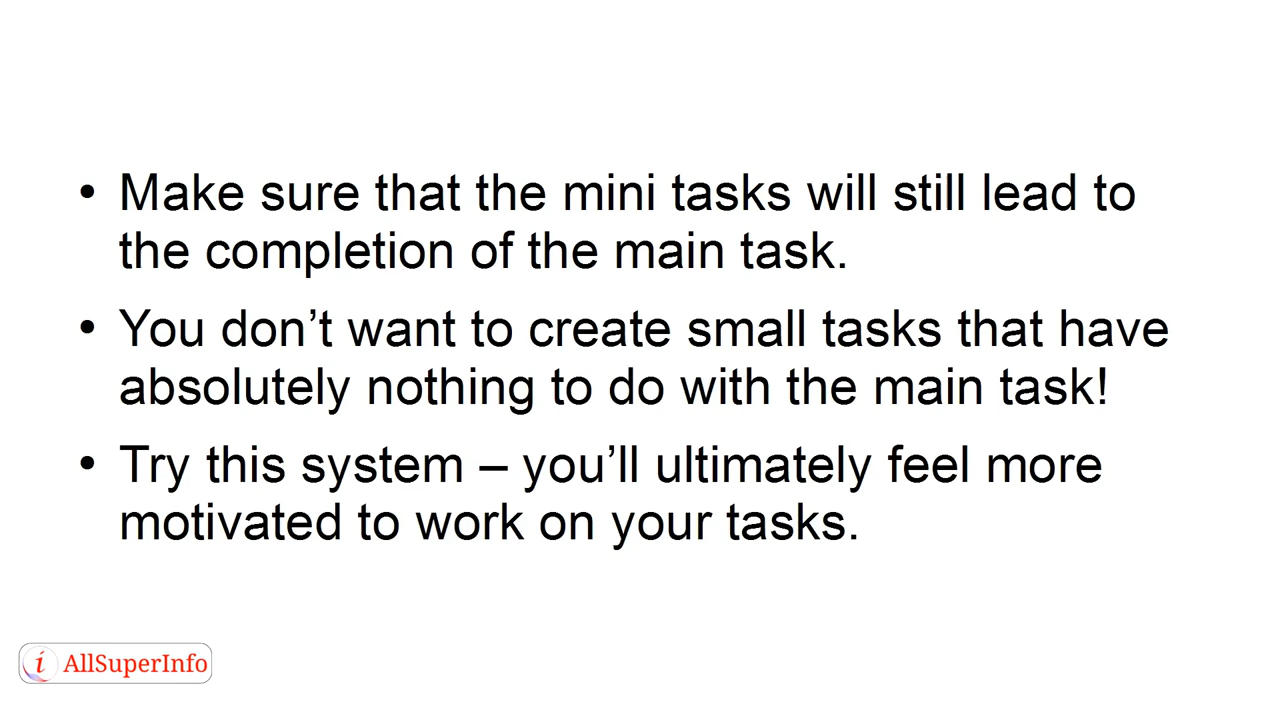 • Make sure that the mini tasks will still lead to
the completion of the main task.
• You don’t want to create small tasks that have
absolutely nothing to do with the main task!
• Try this system – you’ll ultimately feel more
motivated to work on your tasks.
i AllSuperInfo